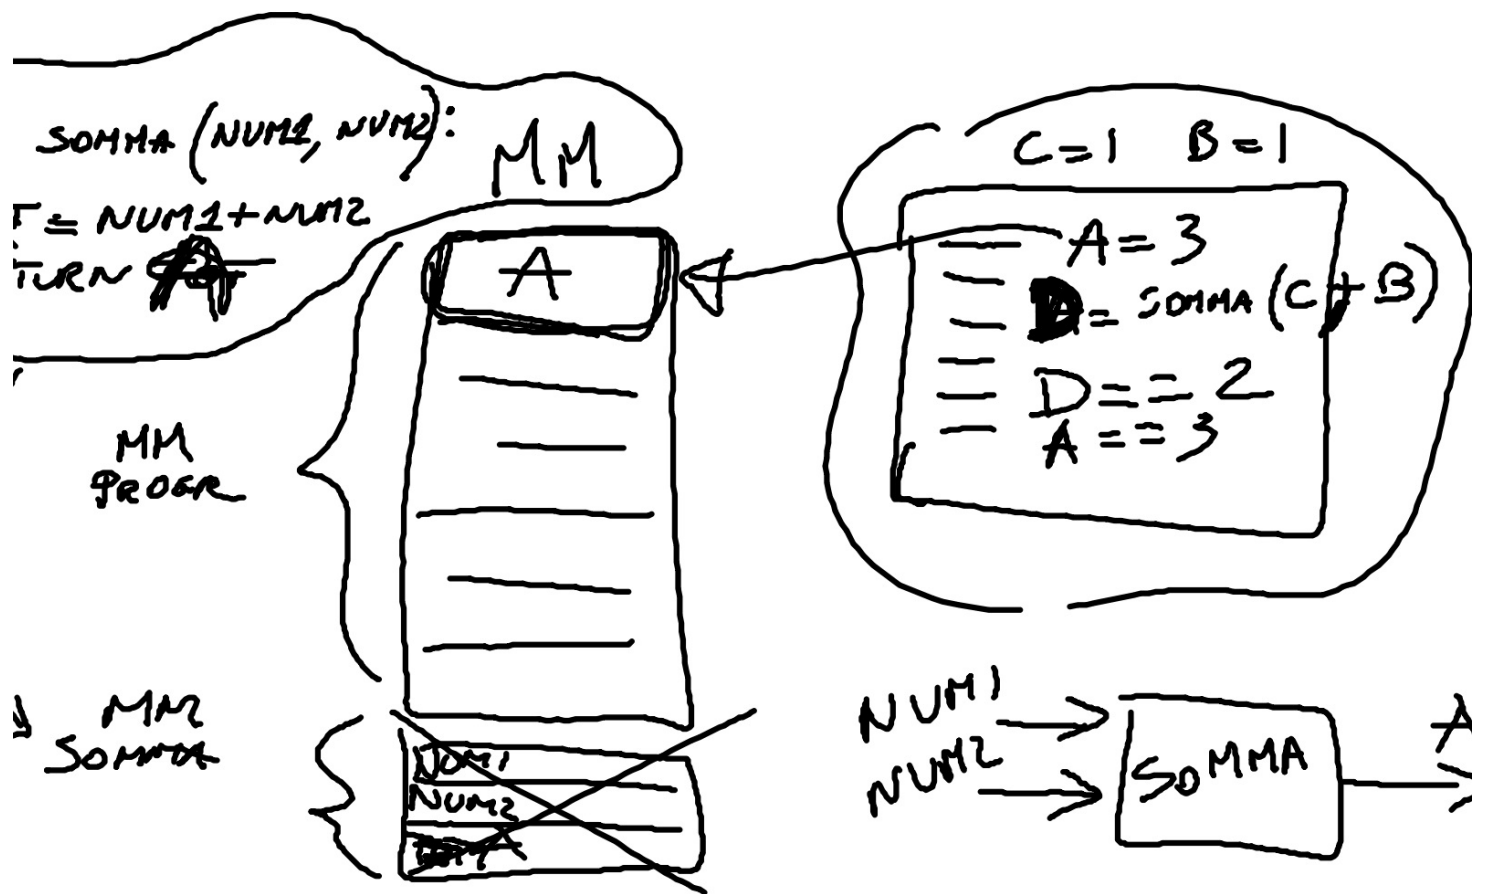 SOMMA (NUM1, NUM2):
T = NUM1+NUM2
TURN
MM
A
MM
PROGR
MM
SOMMA
NUM1
NUM2
A
C=1 B=1
A=3
D= SOMMA (C+B)
D== 2
A==3
NUM1
NUM2
SOMMA
A